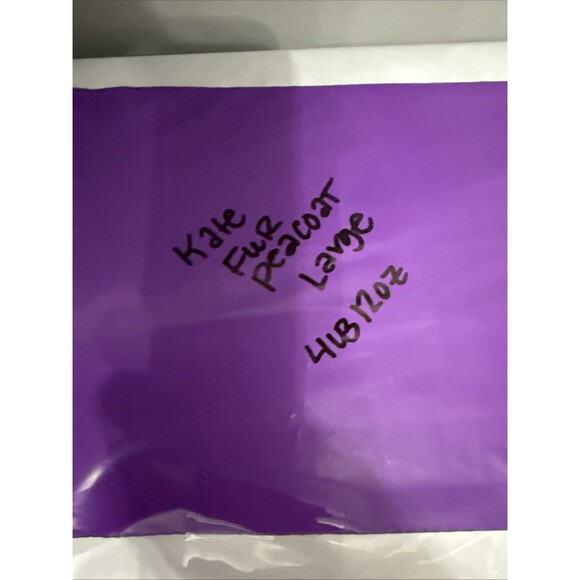 Kate
FUR
peacoat
Large
4LB 12oz